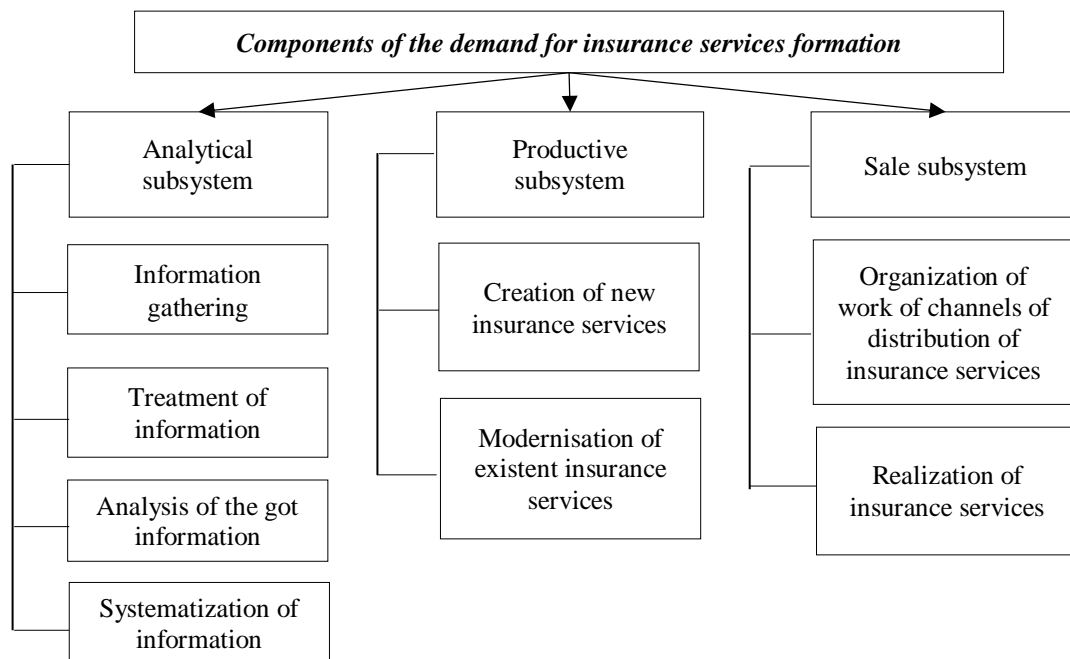 Components of the demand for insurance services formation
Analytical
subsystem
Information
gathering
Treatment of
information
Analysis of the got
information
Systematization of
information
Productive
subsystem
Creation of new
insurance services
Modernisation of
existent insurance
services
Sale subsystem
Organization of
work of channels of
distribution of
insurance services
Realization of
insurance services